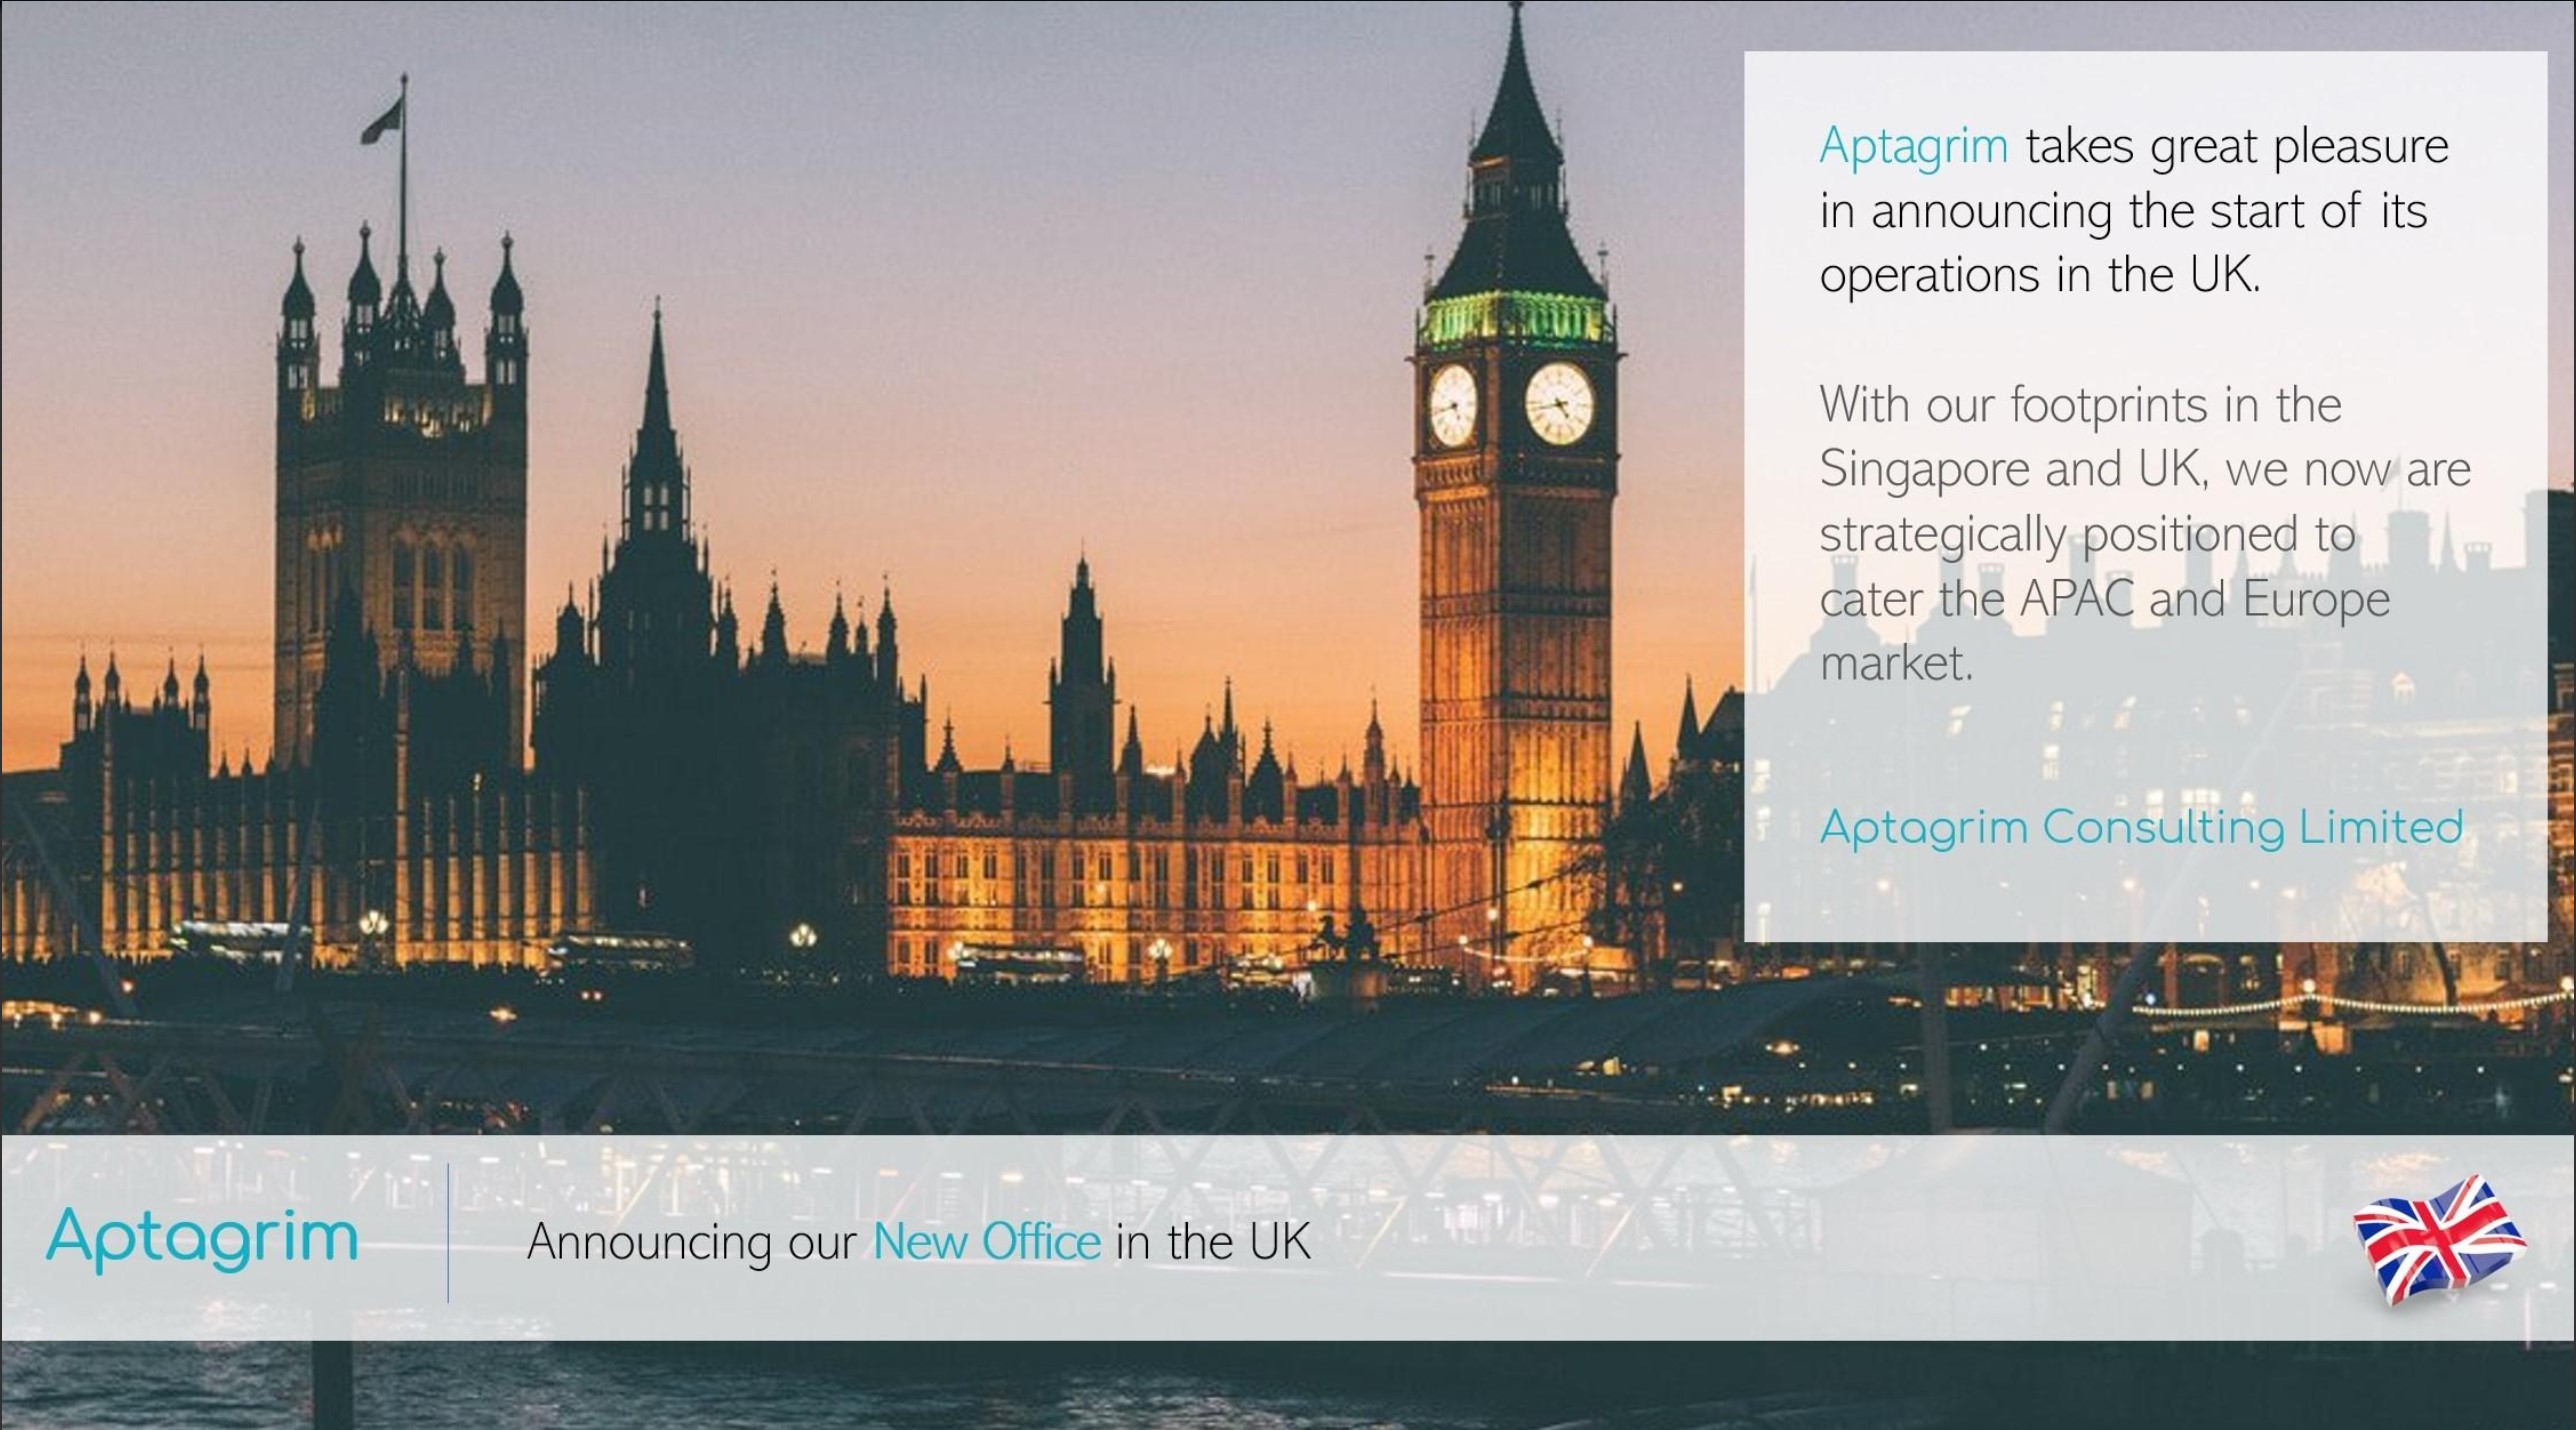 Aptagrim takes great pleasure
in announcing the start of its
operations in the UK.
With our footprints in the
Singapore and UK, we now are
strategically positioned to
cater the APAC and Europe
market.
Aptagrim Consulting Limited
Aptagrim
Announcing our New Office in the UK